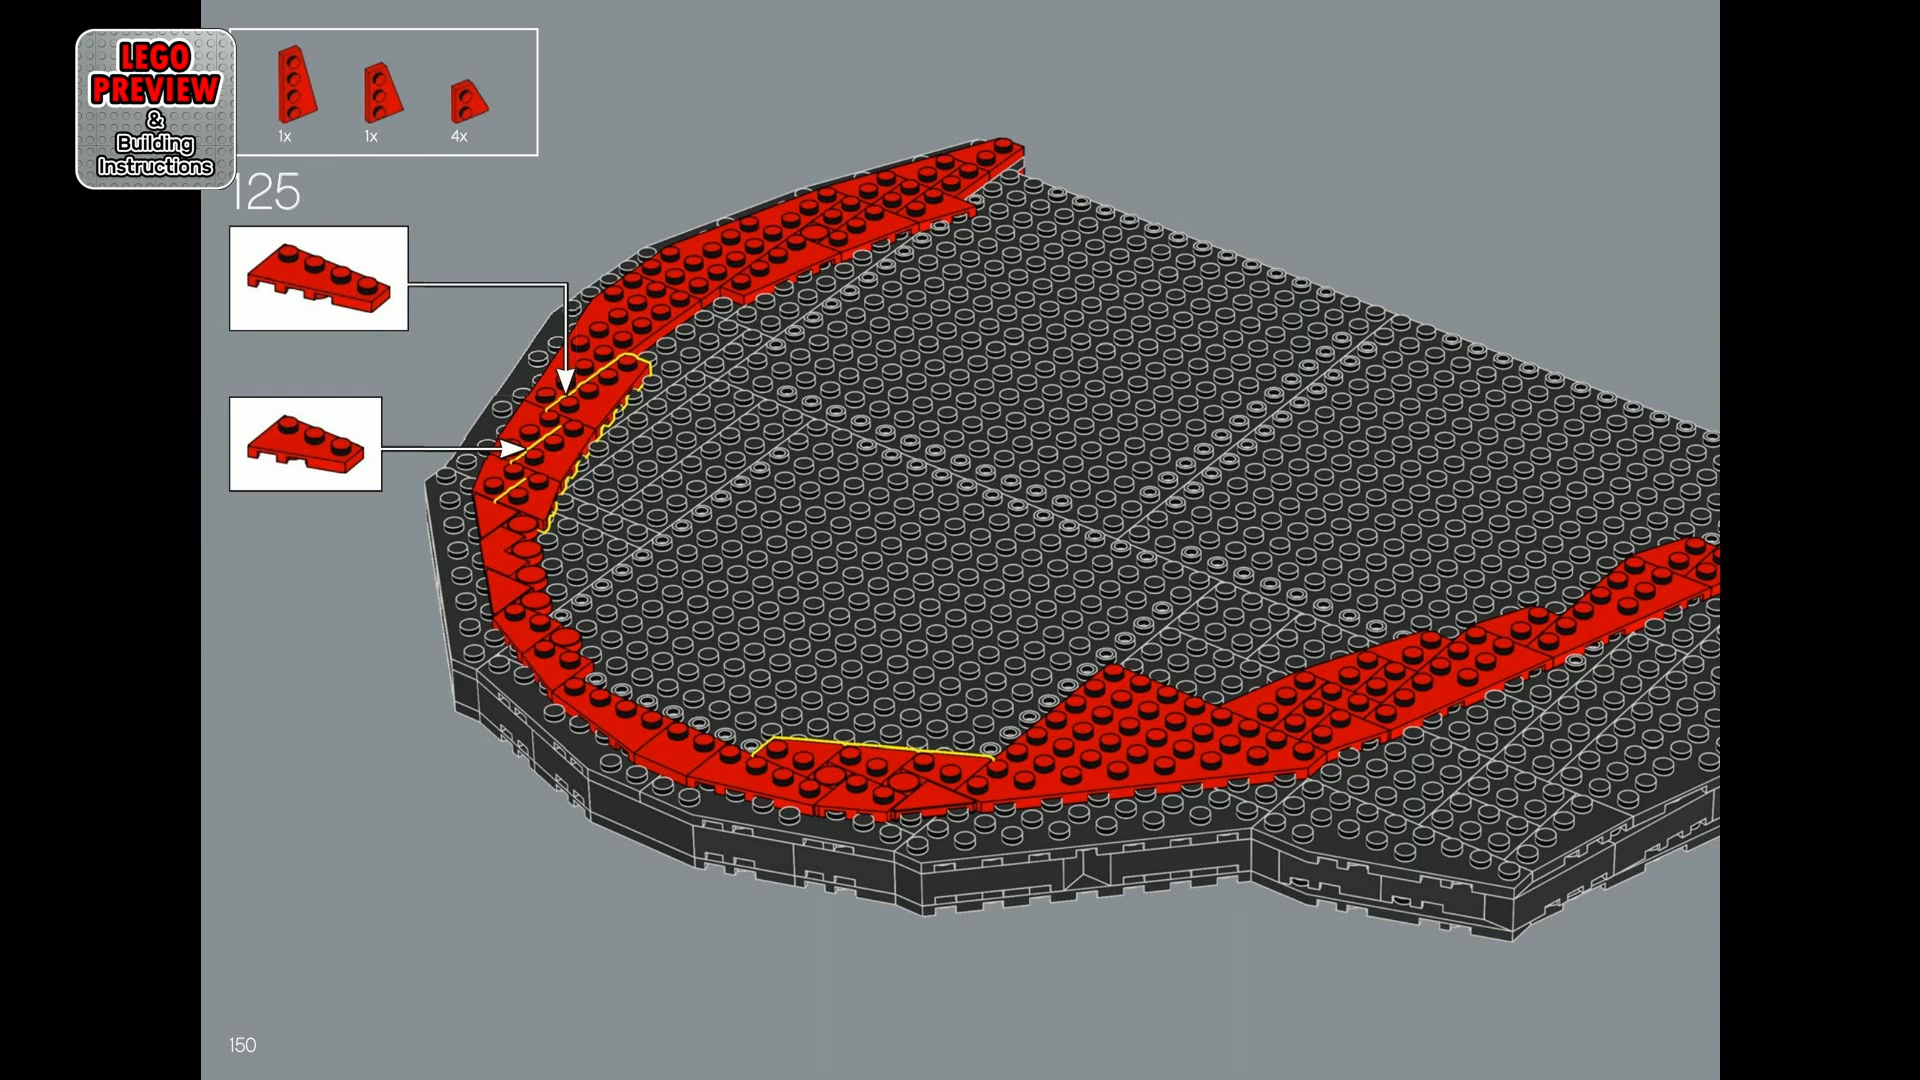 LEGO
PREVIEW
&
Building
Instructions
1x
1x
4x
125
150